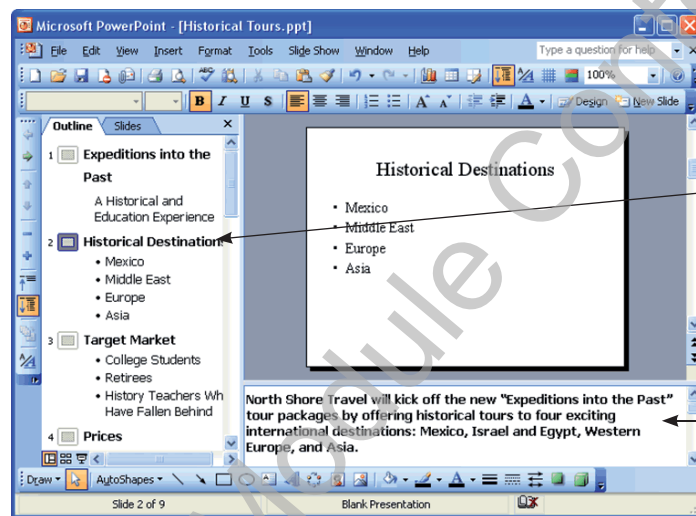 Microsoft PowerPoint - [Historical Tours.ppt]
File Edit View Insert Format Tools Slide Show Window Help Type a question for help
100%
B I U S A A A Design New Slide
Outline Slides
1 Expeditions into the
Past
A Historical and
Education Experience
2 Historical Destination
• Mexico
• Middle East
• Europe
• Asia
3 Target Market
• College Students
• Retirees
• History Teachers Wh
Have Fallen Behind
4 Prices
Historical Destinations
• Mexico
• Middle East
• Europe
• Asia
North Shore Travel will kick off the new "Expeditions into the Past"
tour packages by offering historical tours to four exciting
international destinations: Mexico, Israel and Egypt, Western
Europe, and Asia.
Draw AutoShapes A
Slide 2 of 9 Blank Presentation
Module Cont